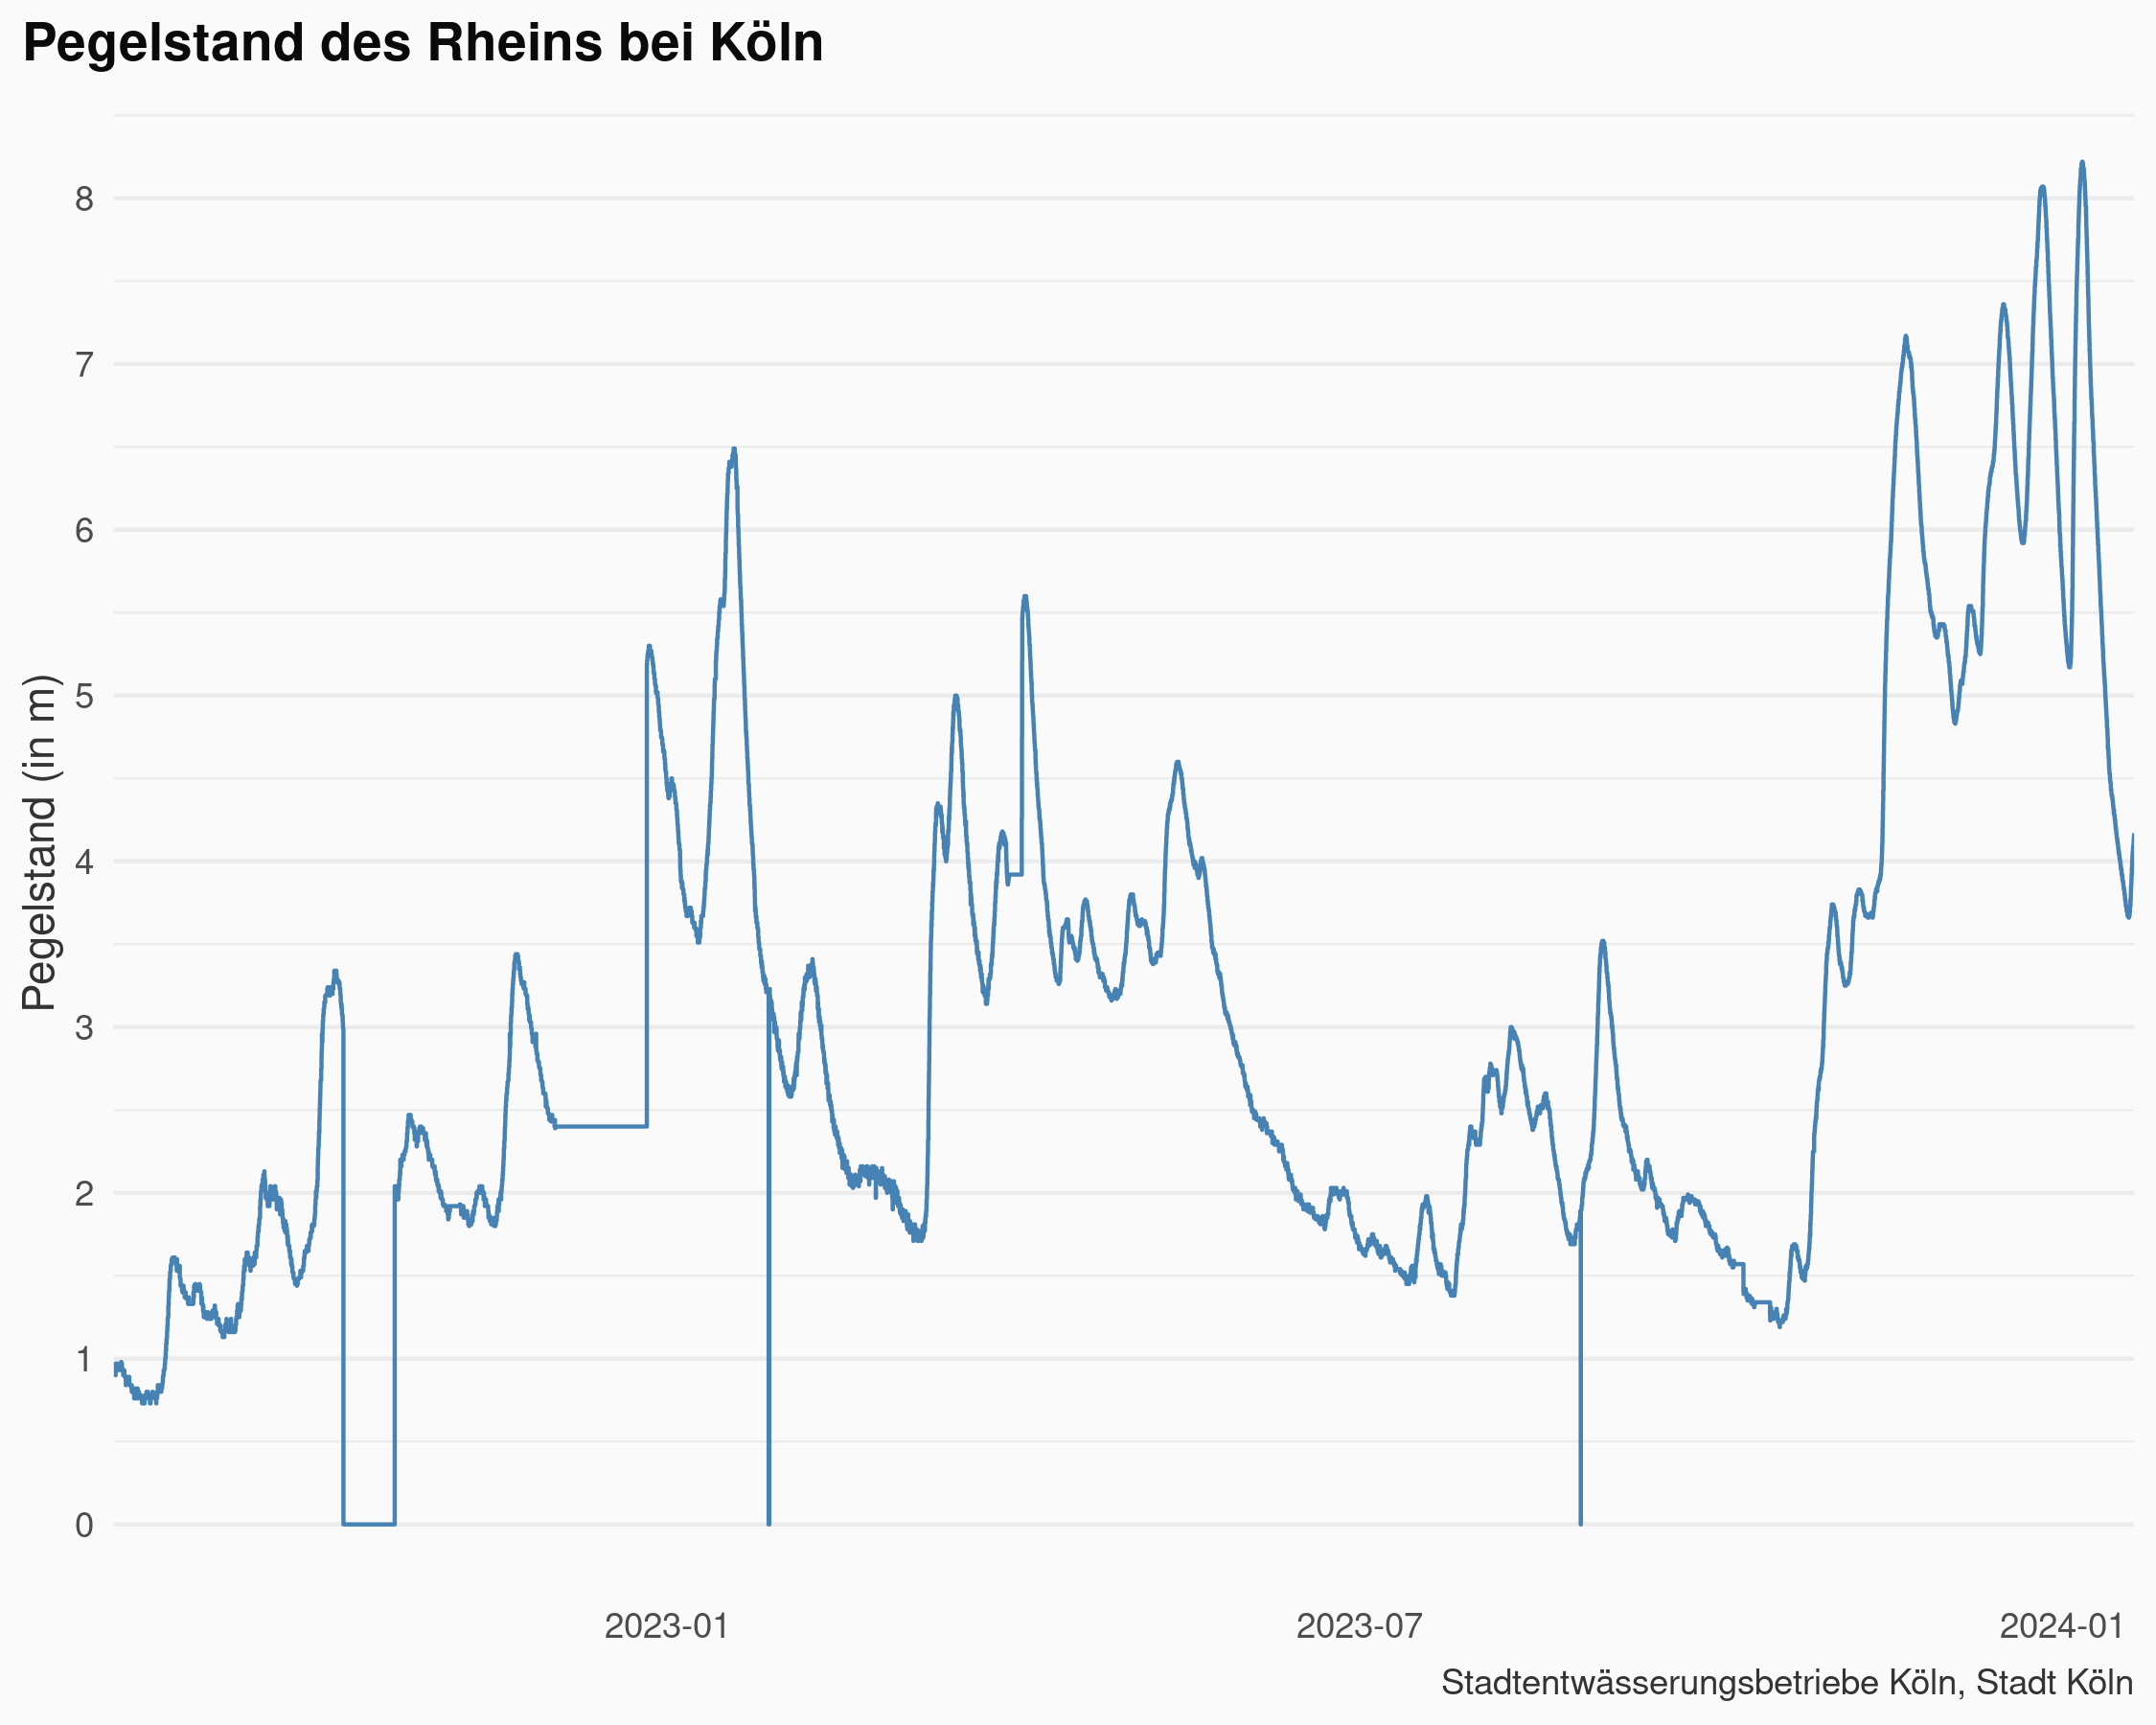 Pegelstand des Rheins bei Köln
Pegelstand (in m)
8
7
6
5
4
3
2
1
0
2023-01 2023-07 2024-01
Stadtentwässerungsbetriebe Köln, Stadt Köln